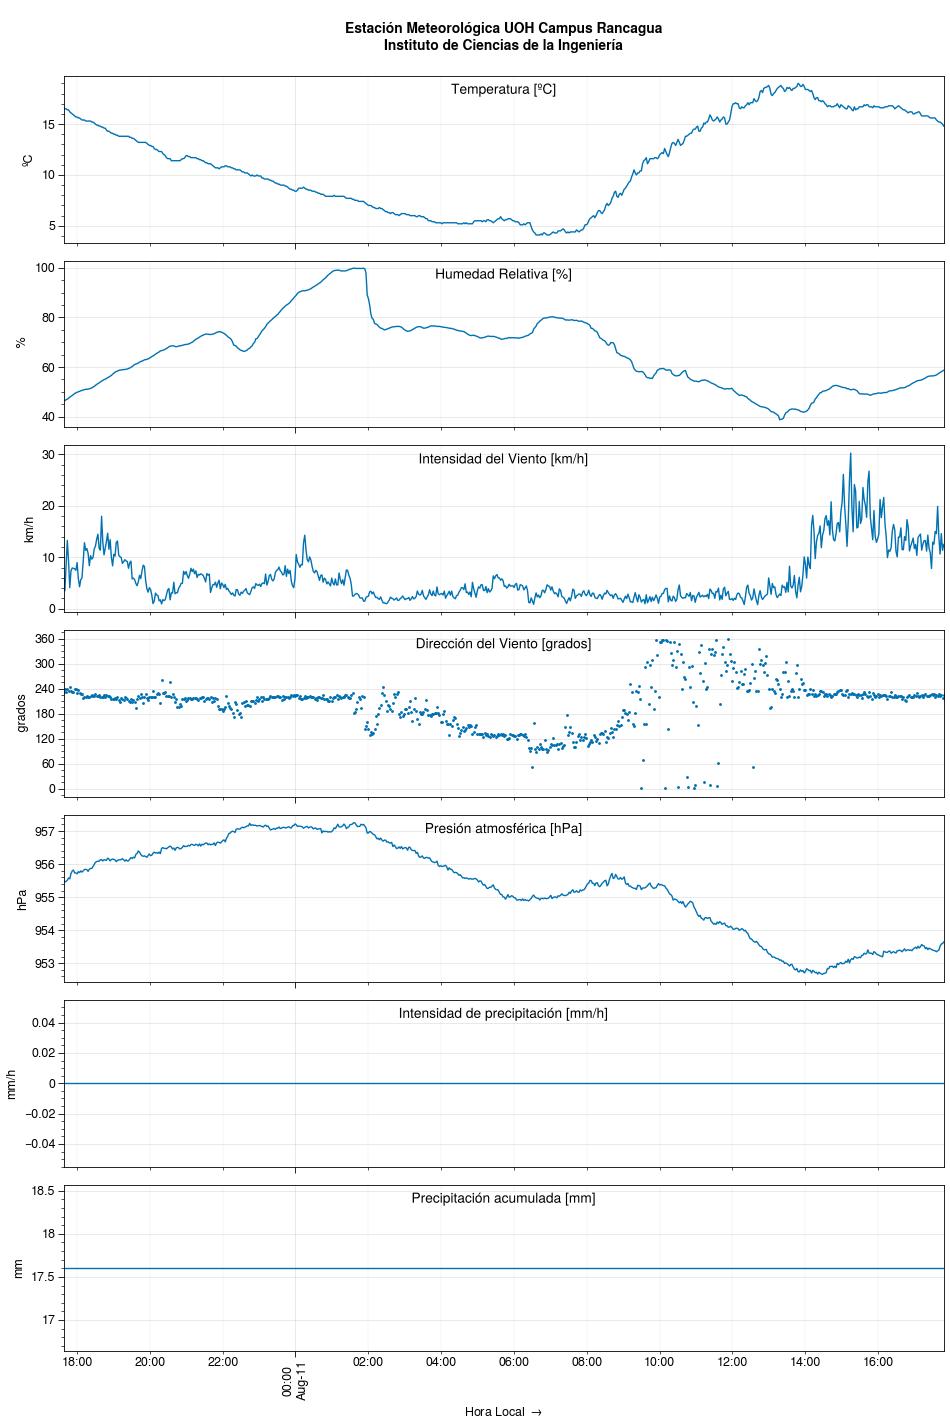 Estación Meteorológica UOH Campus Rancagua
Instituto de Ciencias de la Ingeniería
Temperatura [ºC]
15
10
5
ºC
Humedad Relativa [%]
100
80
60
40
%
Intensidad del Viento [km/h]
30
20
10
0
km/h
Dirección del Viento [grados]
360
300
240
180
120
60
0
grados
Presión atmosférica [hPa]
957
956
955
954
953
hPa
Intensidad de precipitación [mm/h]
0.04
0.02
0
−0.02
−0.04
mm/h
Precipitación acumulada [mm]
18.5
18
17.5
17
mm
18:00 20:00 22:00 00:00 02:00 04:00 06:00 08:00 10:00 12:00 14:00 16:00
Aug-11
Hora Local →